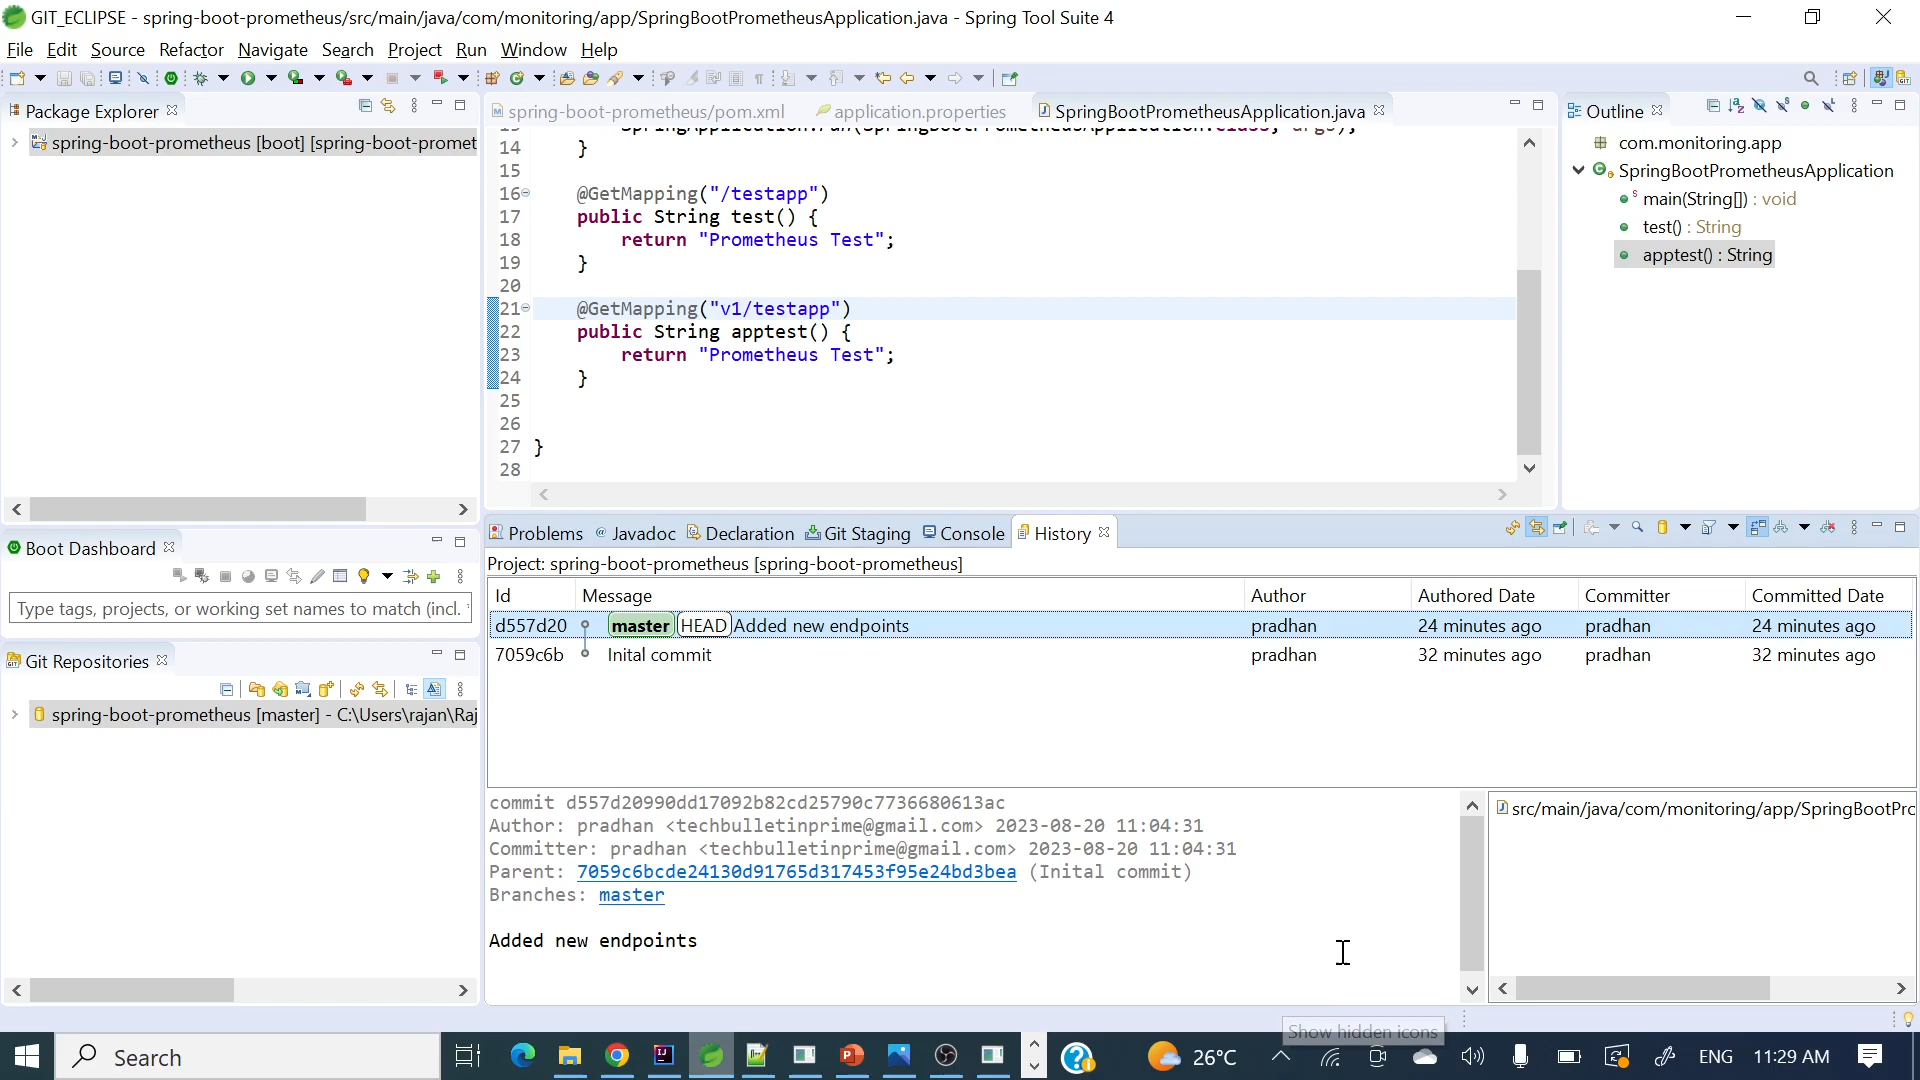 GIT_ECLIPSE - spring-boot-prometheus/src/main/java/com/monitoring/app/SpringBootPrometheusApplication.java - Spring Tool Suite 4
File Edit Source Refactor Navigate Search Project Run Window Help
Package Explorer
spring-boot-prometheus [boot] [spring-boot-promet
spring-boot-prometheus/pom.xml application.properties SpringBootPrometheusApplication.java
14 }
15
16 @GetMapping("/testapp")
17 public String test() {
18 return "Prometheus Test";
19 }
20
21 @GetMapping("v1/testapp")
22 public String apptest() {
23 return "Prometheus Test";
24 }
25
26
27 }
28
Outline
com.monitoring.app
SpringBootPrometheusApplication
main(String[]) : void
test() : String
apptest() : String
Boot Dashboard
Type tags, projects, or working set names to match (incl.
Git Repositories
spring-boot-prometheus [master] - C:\Users\rajan\Raj
Problems Javadoc Declaration Git Staging Console History
Project: spring-boot-prometheus [spring-boot-prometheus]
Id Message Author Authored Date Committer Committed Date
d557d20 master HEAD Added new endpoints pradhan 24 minutes ago pradhan 24 minutes ago
7059c6b Inital commit pradhan 32 minutes ago pradhan 32 minutes ago
commit d557d20990dd17092b82cd25790c7736680613ac
Author: pradhan <techbulletinprime@gmail.com> 2023-08-20 11:04:31
Committer: pradhan <techbulletinprime@gmail.com> 2023-08-20 11:04:31
Parent: 7059c6bcde24130d91765d317453f95e24bd3bea (Inital commit)
Branches: master
Added new endpoints
src/main/java/com/monitoring/app/SpringBootPrc
Show hidden icons
Search
26°C
ENG 11:29 AM